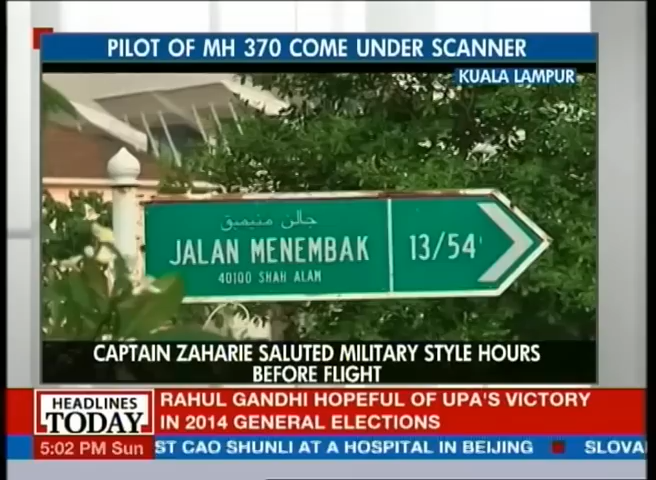 PILOT OF MH 370 COME UNDER SCANNER
KUALA LUMPUR
جالن منيمبق
JALAN MENEMBAK 13/54
40100 SHAH ALAM
CAPTAIN ZAHARIE SALUTED MILITARY STYLE HOURS
BEFORE FLIGHT
HEADLINES
TODAY
RAHUL GANDHI HOPEFUL OF UPA'S VICTORY
IN 2014 GENERAL ELECTIONS
5:02 PM Sun ST CAO SHUNLI AT A HOSPITAL IN BEIJING SLOVA